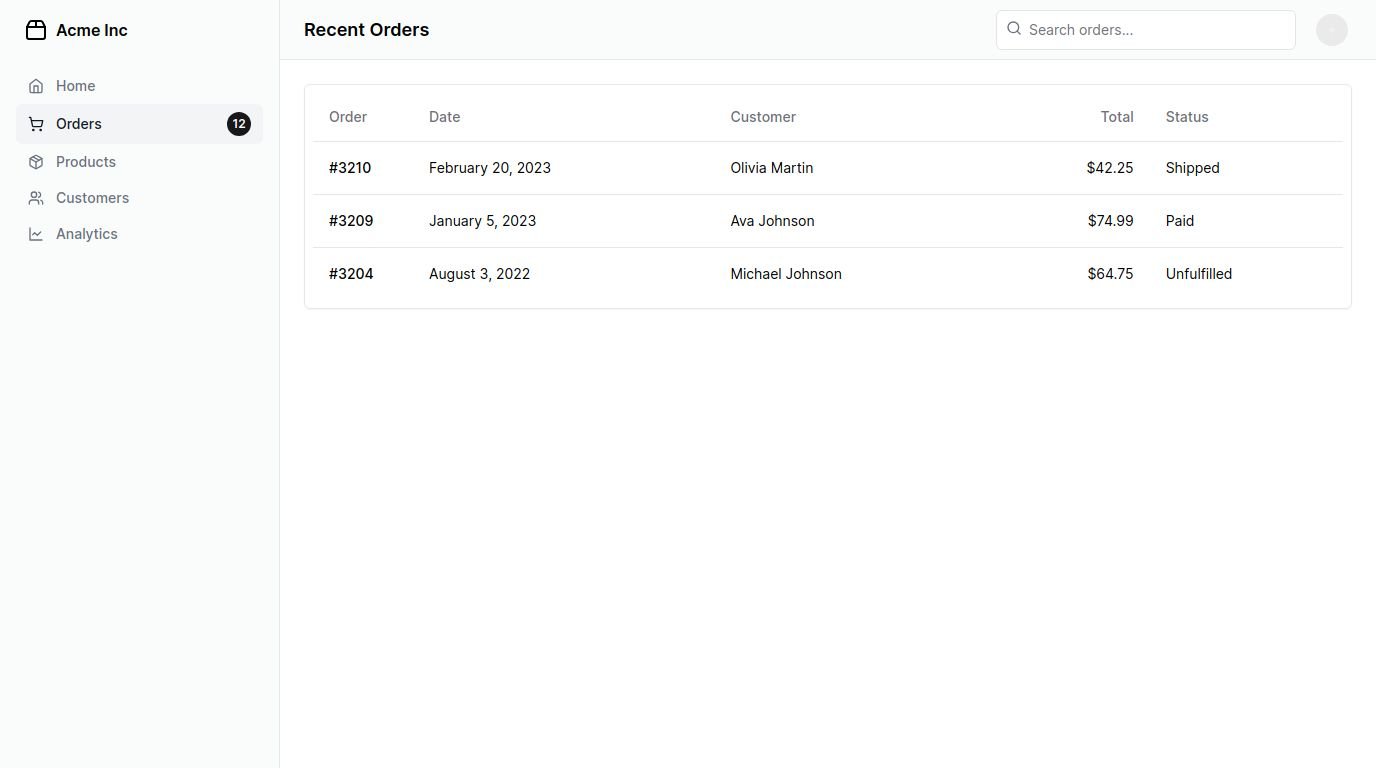 Acme Inc
Home
Orders 12
Products
Customers
Analytics
Recent Orders
Search orders...
Order Date Customer Total Status
#3210 February 20, 2023 Olivia Martin $42.25 Shipped
#3209 January 5, 2023 Ava Johnson $74.99 Paid
#3204 August 3, 2022 Michael Johnson $64.75 Unfulfilled